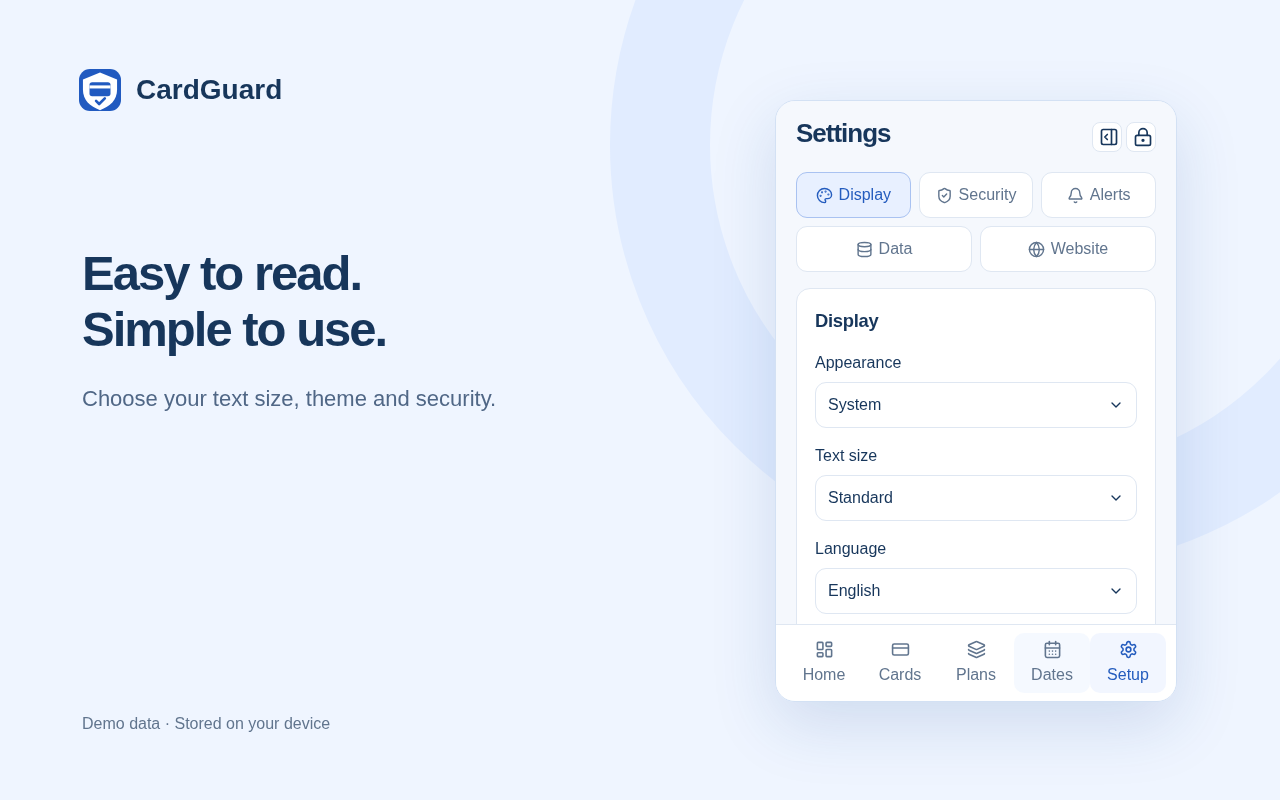 CardGuard
Easy to read.
Simple to use.
Choose your text size, theme and security.
Demo data · Stored on your device
Settings
Display
Security
Alerts
Data
Website
Display
Appearance
System
Text size
Standard
Language
English
Home
Cards
Plans
Dates
Setup